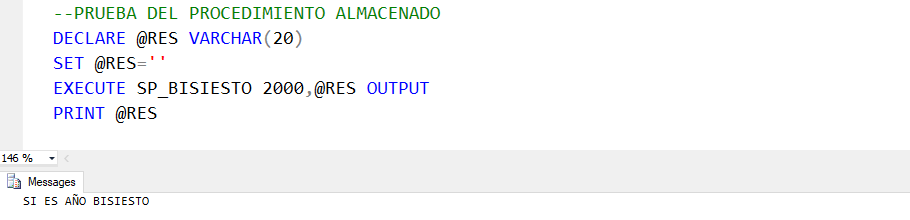 --PRUEBA DEL PROCEDIMIENTO ALMACENADO
DECLARE @RES VARCHAR(20)
SET @RES=''
EXECUTE SP_BISIESTO 2000,@RES OUTPUT
PRINT @RES
146 %
Messages
SI ES AÑO BISIESTO